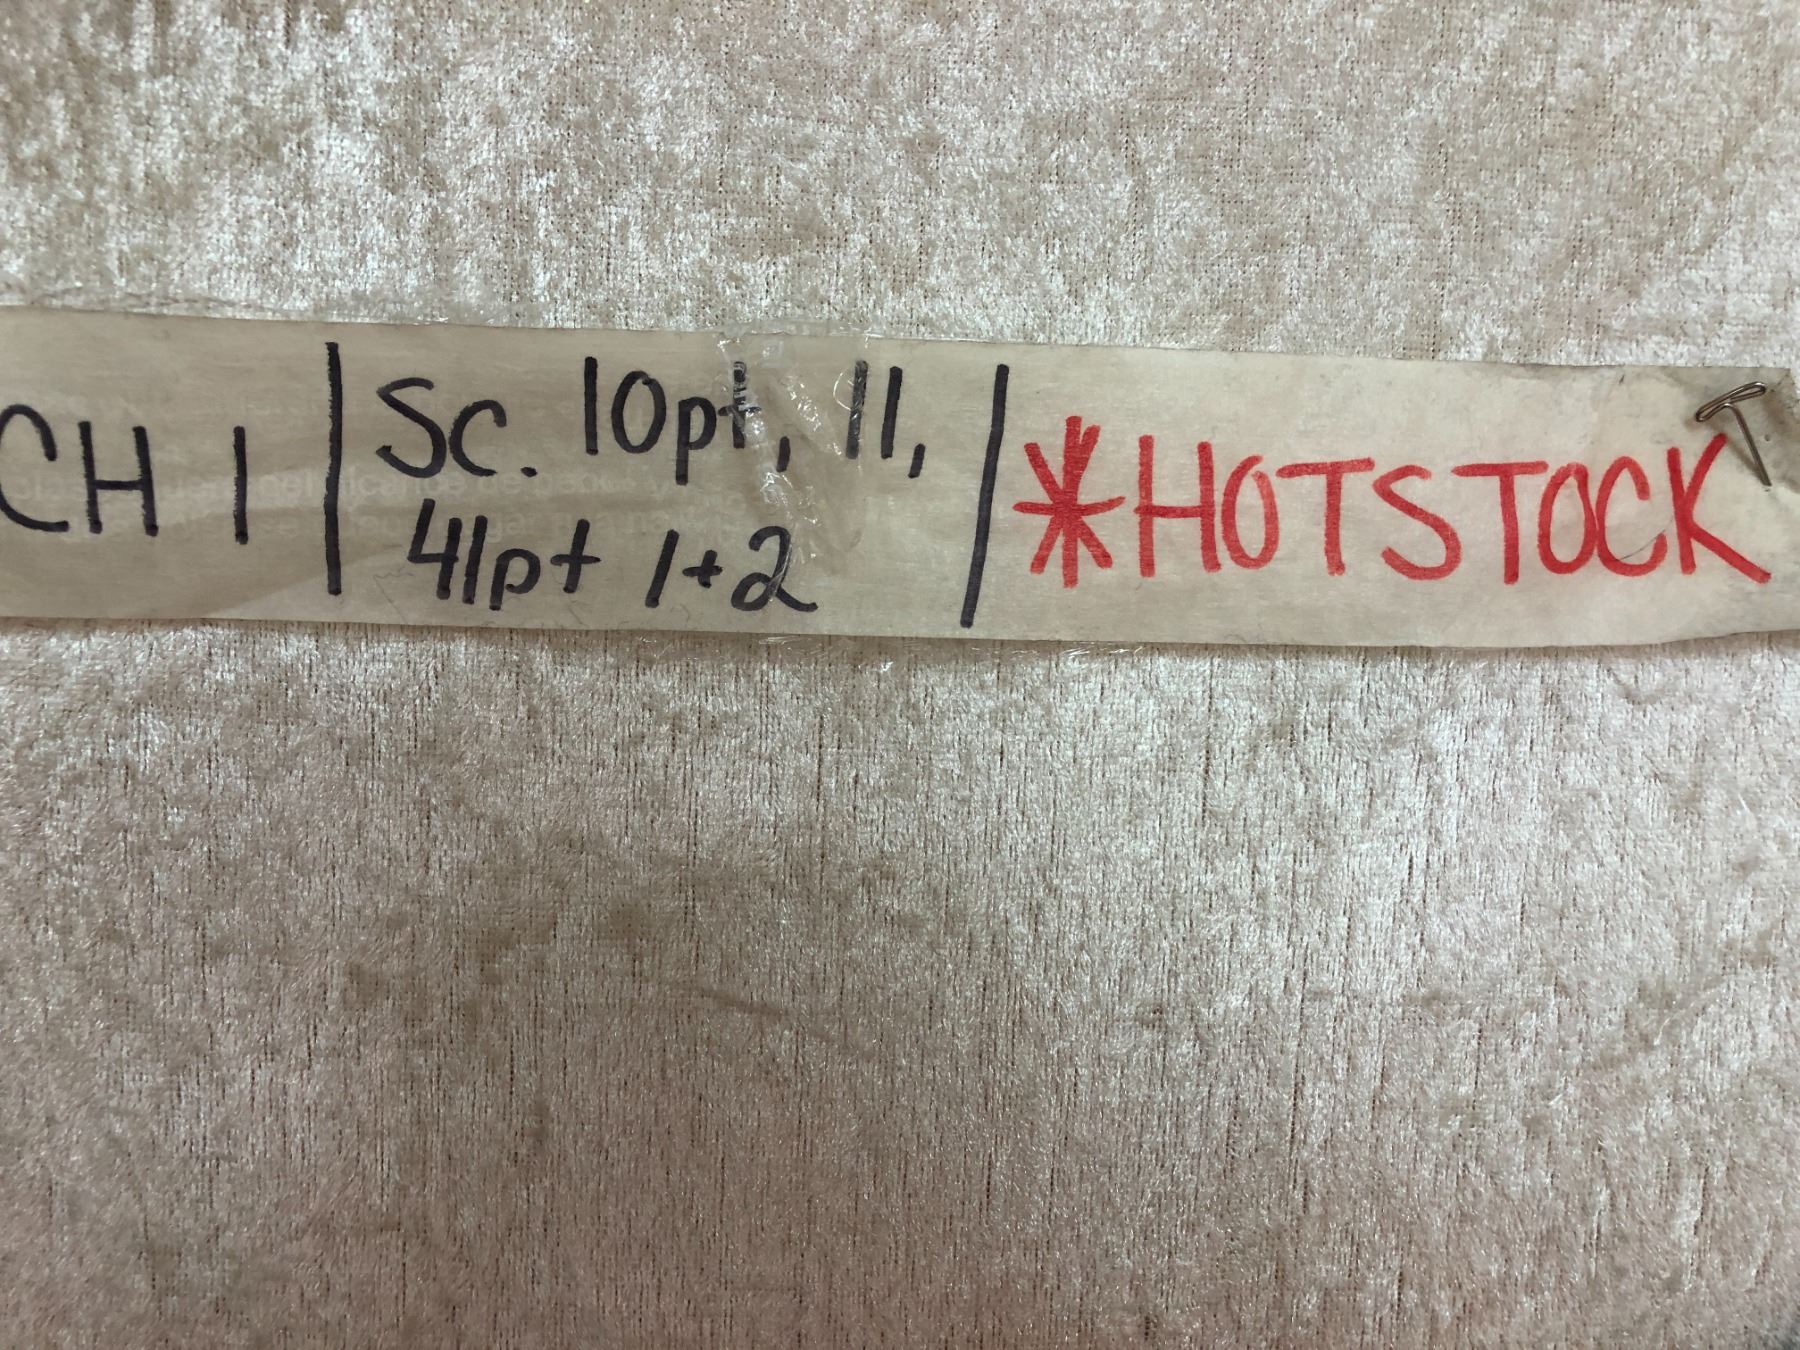 CH 1 | Sc. 10pt, 11, | *HOTSTOCK
41pt 1+2